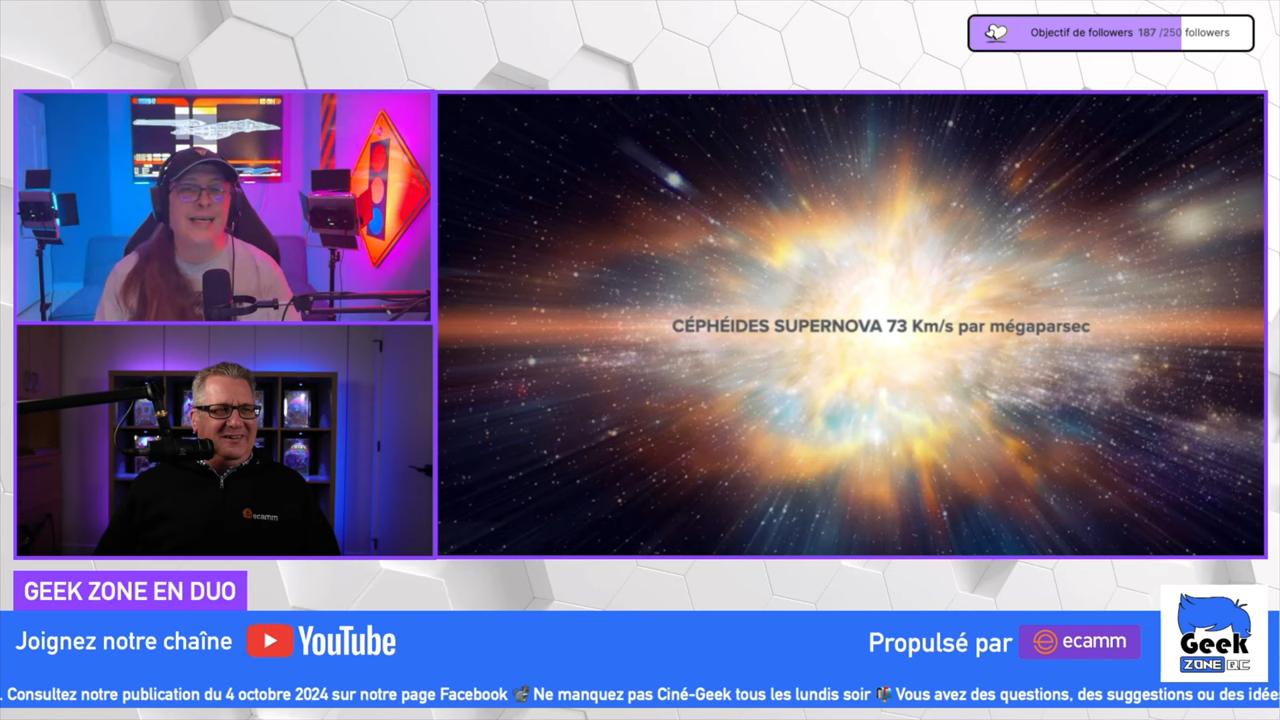 Objectif de followers 187 /250 followers
CÉPHÉIDES SUPERNOVA 73 Km/s par mégaparsec
ecamm
GEEK ZONE EN DUO
Joignez notre chaîne YouTube
Propulsé par ecamm
Geek
ZONE QC
. Consultez notre publication du 4 octobre 2024 sur notre page Facebook 📽️ Ne manquez pas Ciné-Geek tous les lundis soir 📬 Vous avez des questions, des suggestions ou des idée